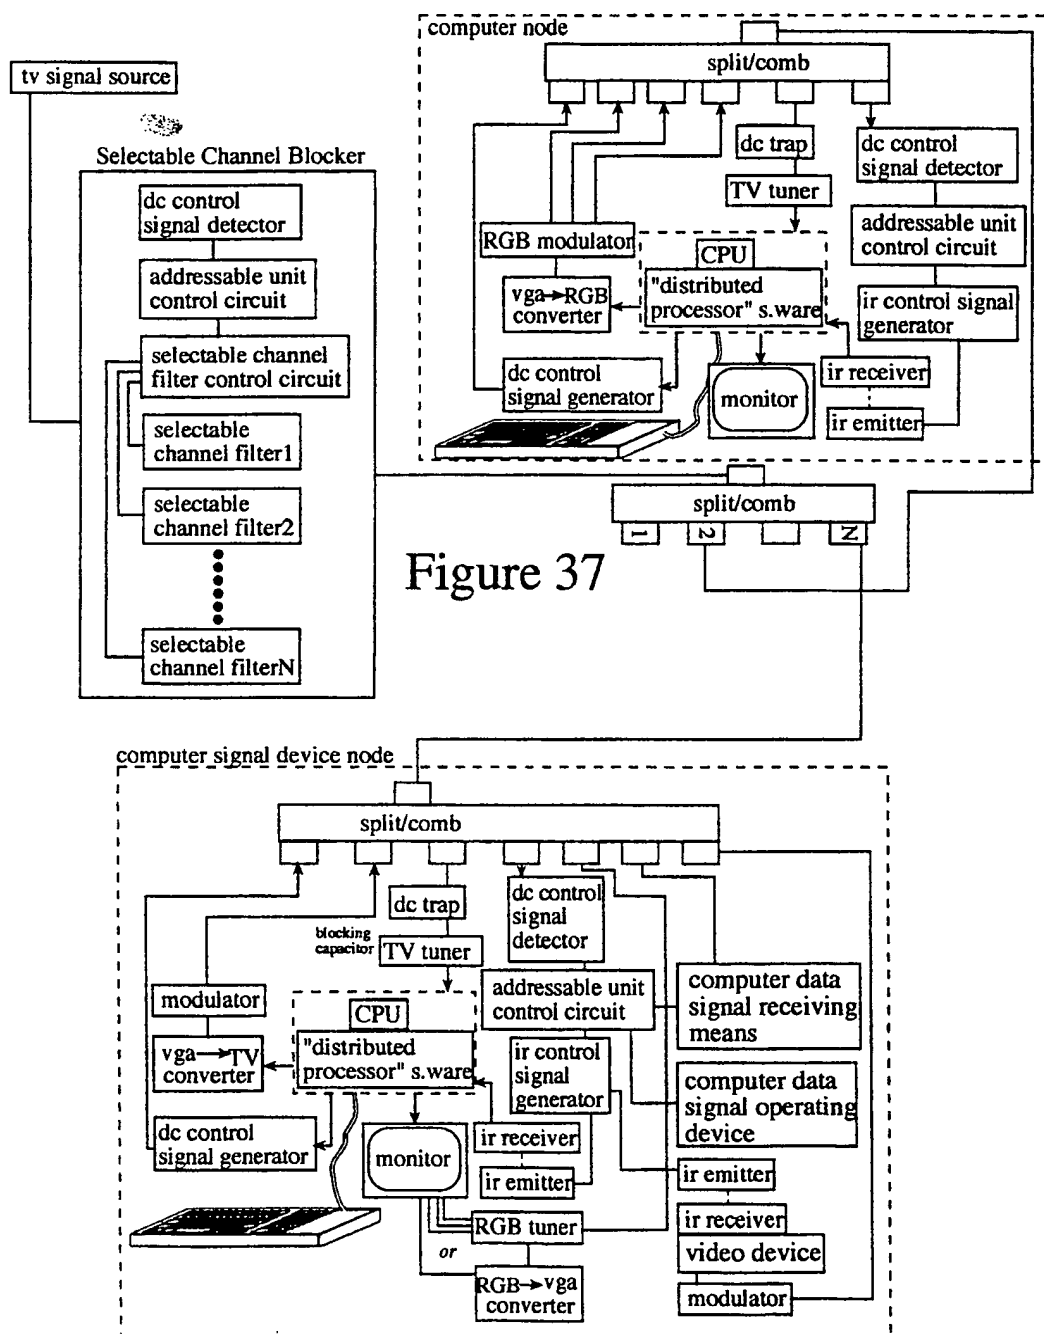 computer node
split/comb
tv signal source
dc trap
dc control
signal detector
TV tuner
addressable unit
control circuit
RGB modulator
CPU
"distributed
processor" s.ware
vga→RGB
converter
ir control signal
generator
dc control
signal generator
monitor
ir receiver
ir emitter
Selectable Channel Blocker
dc control
signal detector
addressable unit
control circuit
selectable channel
filter control circuit
selectable
channel filter1
selectable
channel filter2
selectable
channel filterN
split/comb
1
2
N
Figure 37
computer signal device node
split/comb
dc trap
blocking
capacitor
TV tuner
dc control
signal
detector
modulator
CPU
"distributed
processor" s.ware
addressable unit
control circuit
computer data
signal receiving
means
vga→TV
converter
ir control
signal
generator
computer data
signal operating
device
dc control
signal generator
monitor
ir receiver
ir emitter
ir emitter
ir receiver
video device
modulator
RGB tuner
or
RGB→vga
converter